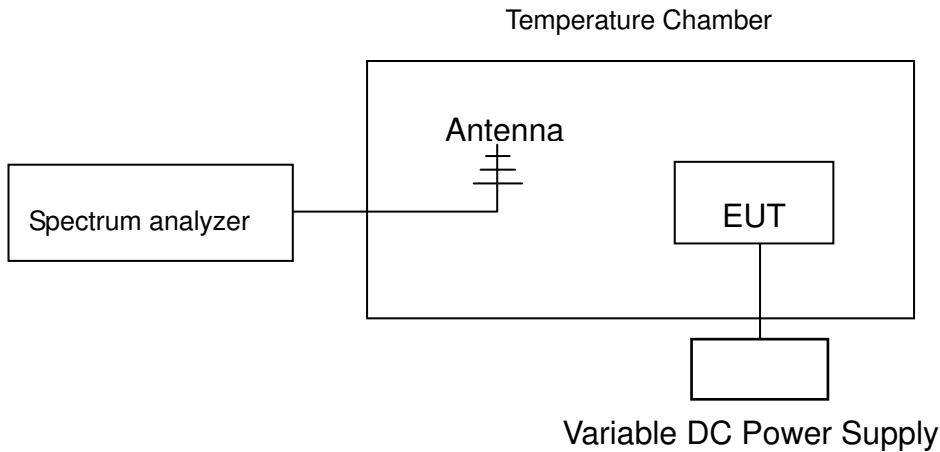 Temperature Chamber
Antenna
Spectrum analyzer
EUT
Variable DC Power Supply